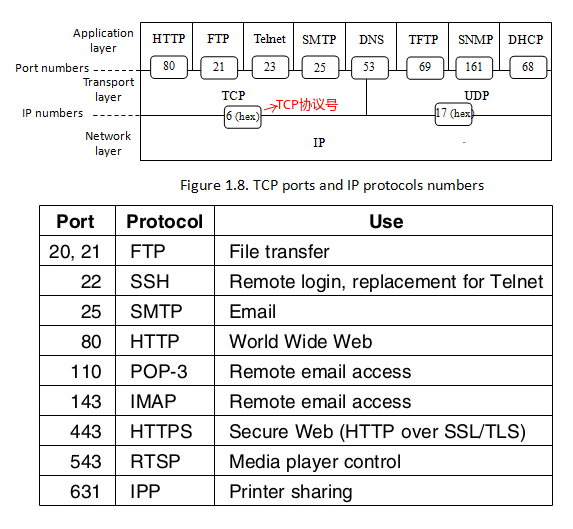 Application layer
HTTP FTP Telnet SMTP DNS TFTP SNMP DHCP
Port numbers 80 21 23 25 53 69 161 68
Transport layer
TCP UDP
IP numbers 6 (hex) TCP协议号 17 (hex)
Network layer
IP
Figure 1.8. TCP ports and IP protocols numbers
Port Protocol Use
20, 21 FTP File transfer
22 SSH Remote login, replacement for Telnet
25 SMTP Email
80 HTTP World Wide Web
110 POP-3 Remote email access
143 IMAP Remote email access
443 HTTPS Secure Web (HTTP over SSL/TLS)
543 RTSP Media player control
631 IPP Printer sharing